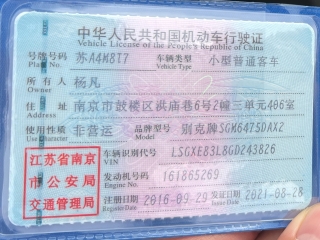 中华人民共和国机动车行驶证
Vehicle License of the People's Republic of China
号牌号码 苏A4M8T7 车辆类型 小型普通客车
Plate No. Vehicle Type
所有人 杨凡
Owner
住址 南京市鼓楼区洪庙巷6号2幢三单元406室
Address
使用性质 非营运 品牌型号 别克牌SGM6475DAX2
Use Character Model
江苏省南京
市公安局
交通管理局
车辆识别代号 LSGXE83L8GD243826
VIN
发动机号码 161865269
Engine No.
注册日期 2016-09-29 发证日期 2021-08-28
Register Date Issue Date